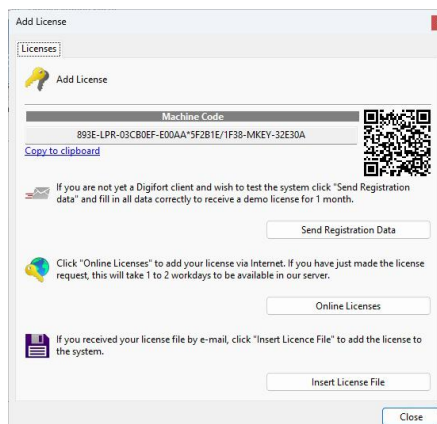 Add License
Licenses
Add License
Machine Code
893E-LPR-03CB0EF-E00AA*5F2B1E/1F38-MKEY-32E30A
Copy to clipboard
If you are not yet a Digifort client and wish to test the system click "Send Registration
data" and fill in all data correctly to receive a demo license for 1 month.
Send Registration Data
Click "Online Licenses" to add your license via Internet. If you have just made the license
request, this will take 1 to 2 workdays to be available in our server.
Online Licenses
If you received your license file by e-mail, click "Insert Licence File" to add the license to
the system.
Insert License File
Close